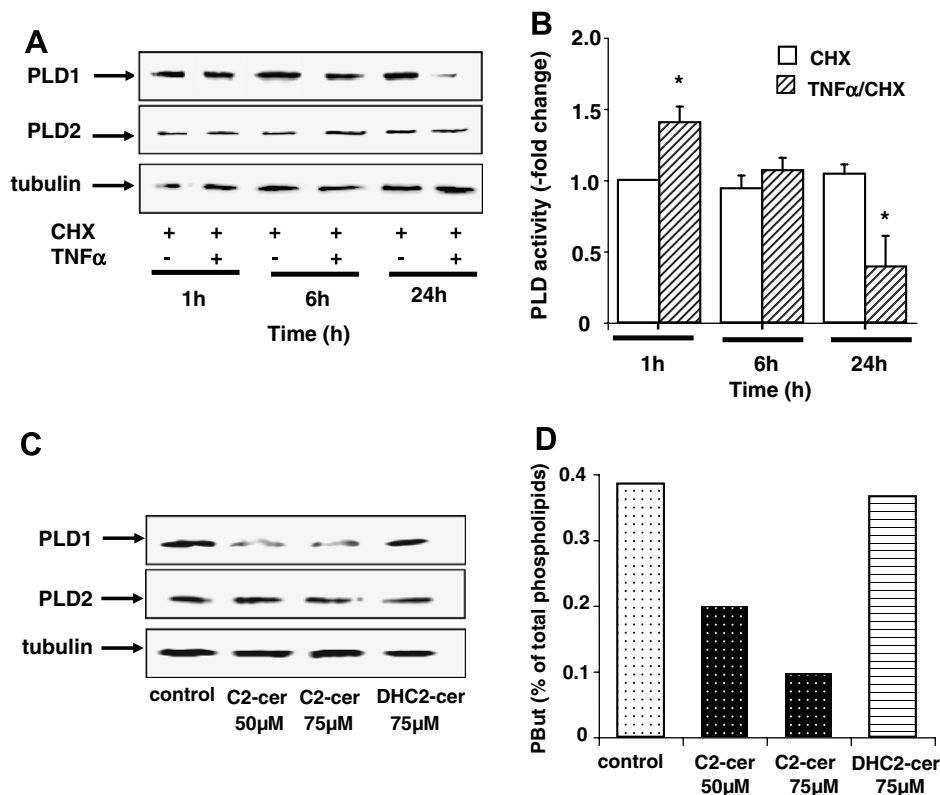 A
PLD1
PLD2
tubulin
CHX + + + + + +
TNFα - + - + - +
1h 6h 24h
Time (h)
B
PLD activity (-fold change)
2.0
1.5
1.0
0.5
0
CHX
TNFα/CHX
*
*
1h 6h 24h
Time (h)
C
PLD1
PLD2
tubulin
control C2-cer C2-cer DHC2-cer
50µM 75µM 75µM
D
PBut (% of total phospholipids)
0.4
0.3
0.2
0.1
0
control C2-cer C2-cer DHC2-cer
50µM 75µM 75µM